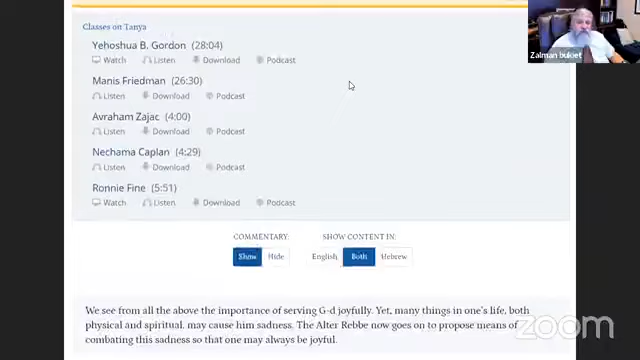 Classes on Tanya
Yehoshua B. Gordon (28:04)
Watch Listen Download Podcast
Manis Friedman (26:30)
Listen Download Podcast
Avraham Zajac (4:00)
Listen Download Podcast
Nechama Caplan (4:29)
Listen Download Podcast
Ronnie Fine (5:51)
Watch Listen Download Podcast
COMMENTARY: SHOW CONTENT IN:
Show Hide English Both Hebrew
We see from all the above the importance of serving G-d joyfully. Yet, many things in one's life, both
physical and spiritual, may cause him sadness. The Alter Rebbe now goes on to propose means of
combating this sadness so that one may always be joyful.
Zalman bukiet
zoom